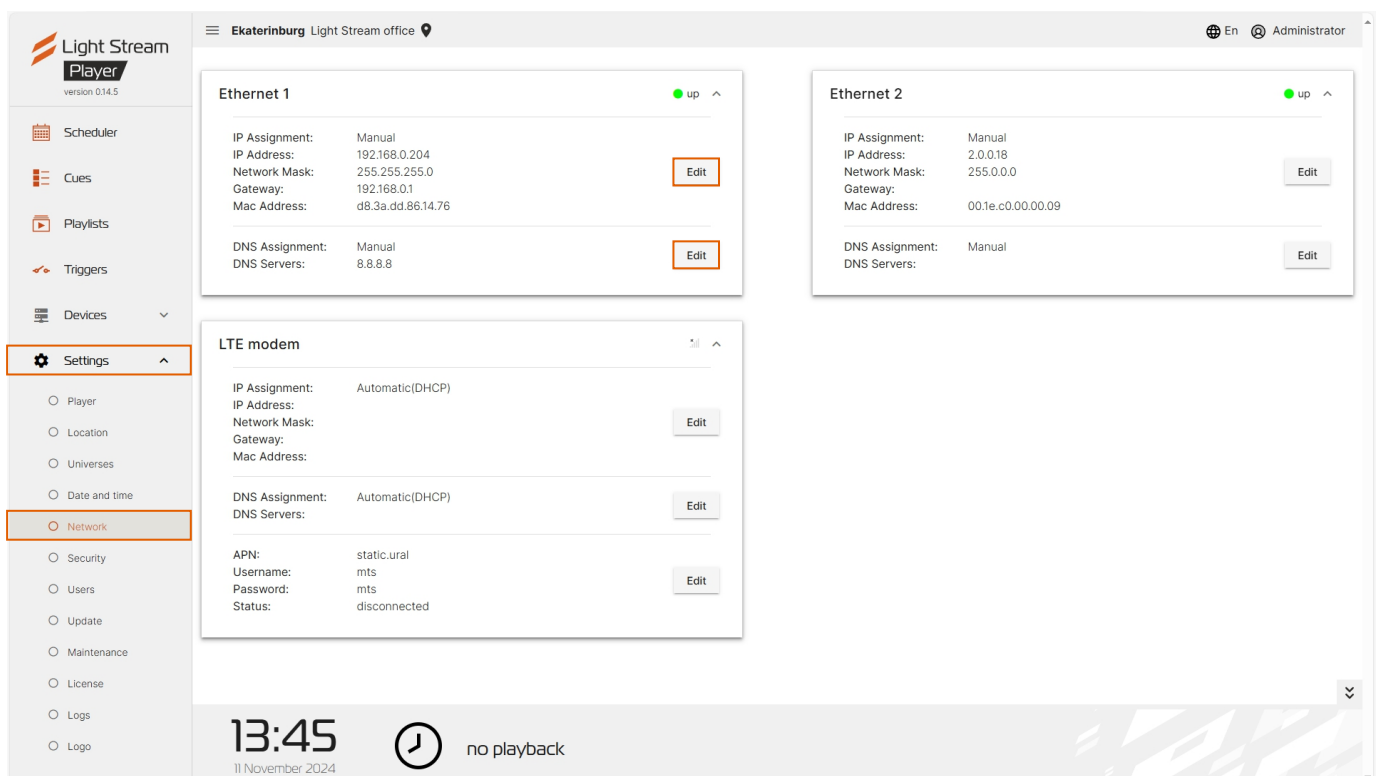 Light Stream
Player
version 0.14.5
Scheduler
Cues
Playlists
Triggers
Devices
Settings
Player
Location
Universes
Date and time
Network
Security
Users
Update
Maintenance
License
Logs
Logo
Ekaterinburg Light Stream office
En Administrator
Ethernet 1 up
IP Assignment: Manual
IP Address: 192.168.0.204
Network Mask: 255.255.255.0
Gateway: 192.168.0.1
Mac Address: d8.3a.dd.86.14.76
Edit
DNS Assignment: Manual
DNS Servers: 8.8.8.8
Edit
Ethernet 2 up
IP Assignment: Manual
IP Address: 2.0.0.18
Network Mask: 255.0.0.0
Gateway:
Mac Address: 00.1e.c0.00.00.09
Edit
DNS Assignment: Manual
DNS Servers:
Edit
LTE modem
IP Assignment: Automatic(DHCP)
IP Address:
Network Mask:
Gateway:
Mac Address:
Edit
DNS Assignment: Automatic(DHCP)
DNS Servers:
Edit
APN: static.ural
Username: mts
Password: mts
Status: disconnected
Edit
13:45
11 November 2024
no playback